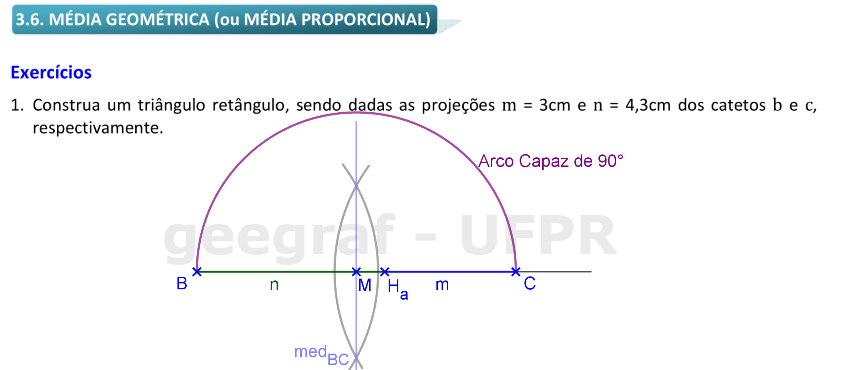 3.6. MÉDIA GEOMÉTRICA (ou MÉDIA PROPORCIONAL)
Exercícios
1. Construa um triângulo retângulo, sendo dadas as projeções m = 3cm e n = 4,3cm dos catetos b e c,
respectivamente.
Arco Capaz de 90°
geegraf - UFPR
B n M Ha m C
medBC